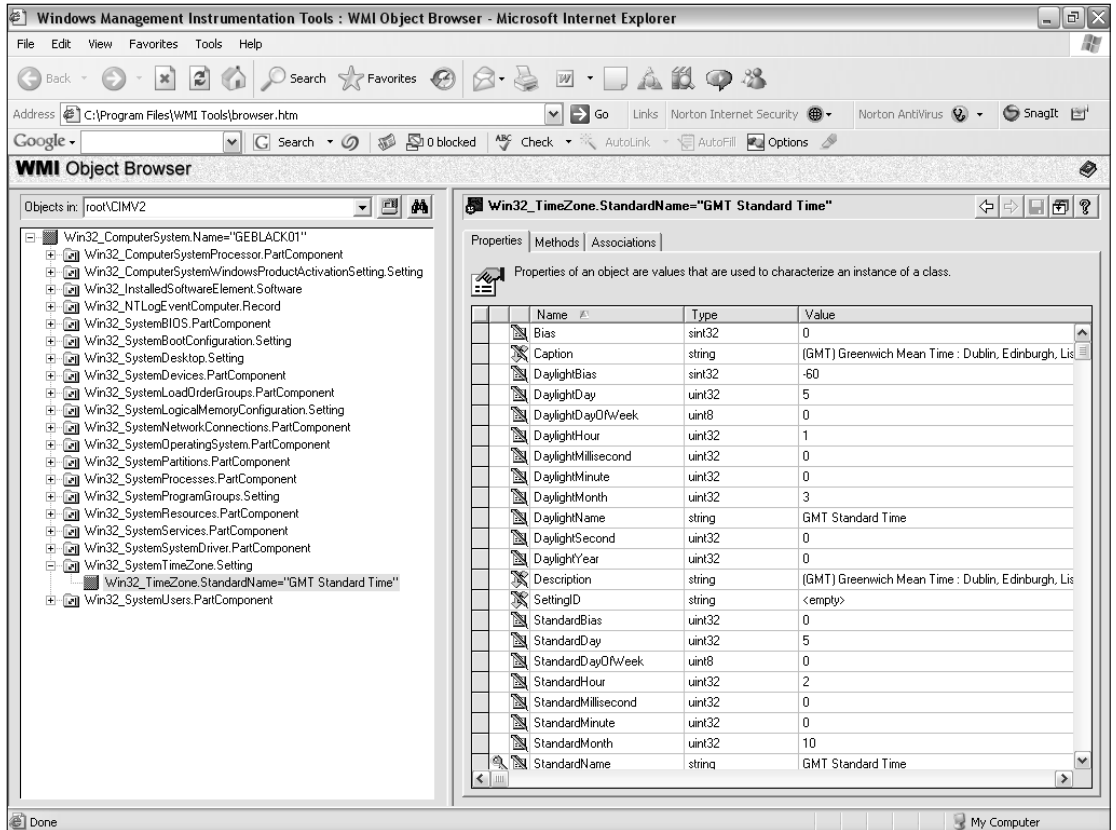 Windows Management Instrumentation Tools : WMI Object Browser - Microsoft Internet Explorer
File Edit View Favorites Tools Help
Back Search Favorites
Address C:\Program Files\WMI Tools\browser.htm Go Links Norton Internet Security Norton AntiVirus SnagIt
Google Search 0 blocked ABC Check AutoLink AutoFill Options
WMI Object Browser
Objects in: root\CIMV2
Win32_ComputerSystem.Name="GEBLACK01"
Win32_ComputerSystemProcessor.PartComponent
Win32_ComputerSystemWindowsProductActivationSetting.Setting
Win32_InstalledSoftwareElement.Software
Win32_NTLogEventComputer.Record
Win32_SystemBIOS.PartComponent
Win32_SystemBootConfiguration.Setting
Win32_SystemDesktop.Setting
Win32_SystemDevices.PartComponent
Win32_SystemLoadOrderGroups.PartComponent
Win32_SystemLogicalMemoryConfiguration.Setting
Win32_SystemNetworkConnections.PartComponent
Win32_SystemOperatingSystem.PartComponent
Win32_SystemPartitions.PartComponent
Win32_SystemProcesses.PartComponent
Win32_SystemProgramGroups.Setting
Win32_SystemResources.PartComponent
Win32_SystemServices.PartComponent
Win32_SystemSystemDriver.PartComponent
Win32_SystemTimeZone.Setting
Win32_TimeZone.StandardName="GMT Standard Time"
Win32_SystemUsers.PartComponent
Win32_TimeZone.StandardName="GMT Standard Time"
Properties Methods Associations
Properties of an object are values that are used to characterize an instance of a class.
Name Type Value
Bias sint32 0
Caption string (GMT) Greenwich Mean Time : Dublin, Edinburgh, Lis
DaylightBias sint32 -60
DaylightDay uint32 5
DaylightDayOfWeek uint8 0
DaylightHour uint32 1
DaylightMillisecond uint32 0
DaylightMinute uint32 0
DaylightMonth uint32 3
DaylightName string GMT Standard Time
DaylightSecond uint32 0
DaylightYear uint32 0
Description string (GMT) Greenwich Mean Time : Dublin, Edinburgh, Lis
SettingID string <empty>
StandardBias uint32 0
StandardDay uint32 5
StandardDayOfWeek uint8 0
StandardHour uint32 2
StandardMillisecond uint32 0
StandardMinute uint32 0
StandardMonth uint32 10
StandardName string GMT Standard Time
Done My Computer